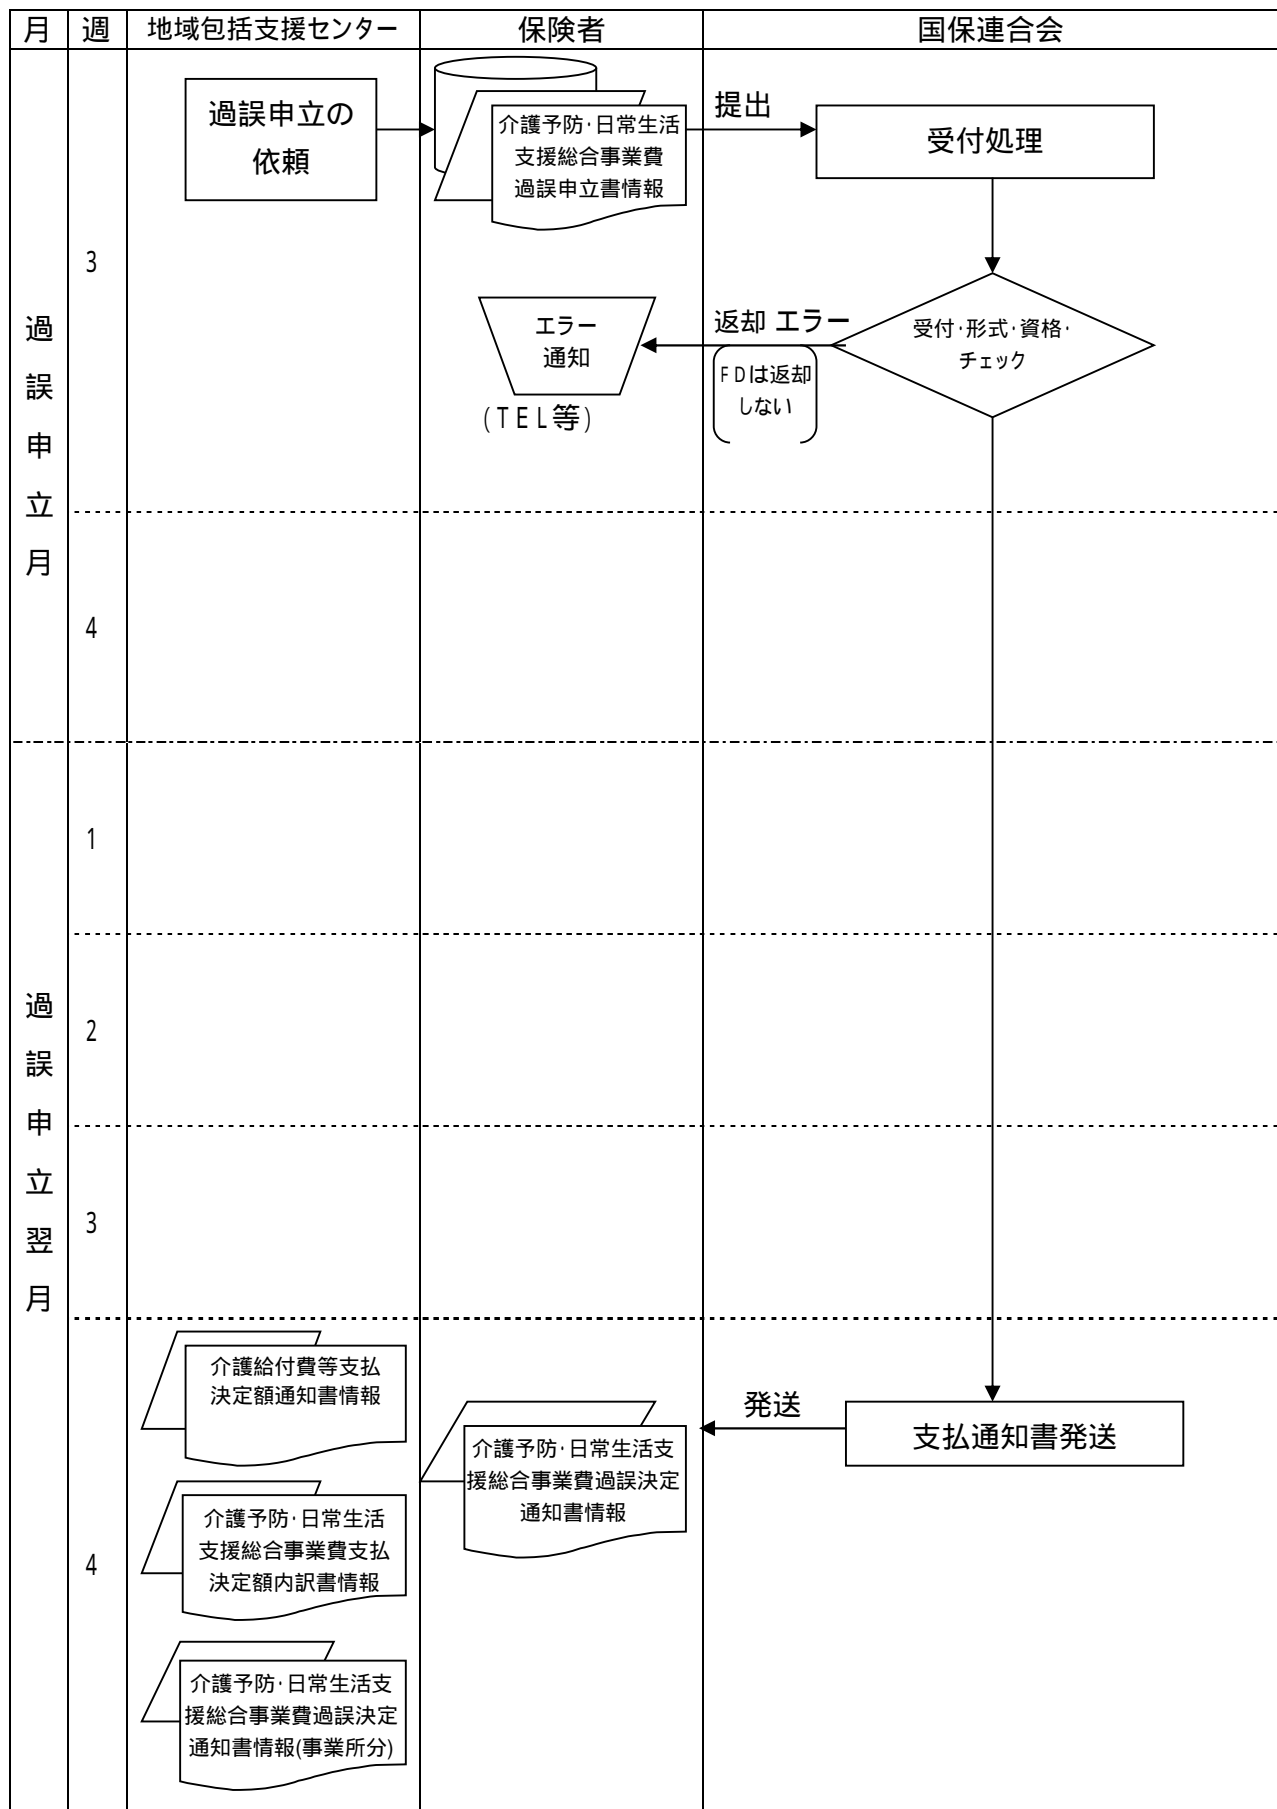 月 週 地域包括支援センター 保険者 国保連合会
過誤申立月
3
過誤申立の
依頼
介護予防･日常生活
支援総合事業費
過誤申立書情報
提出
受付処理
エラー
通知
(TEL等)
返却 エラー
FDは返却
しない
受付･形式･資格･
チェック
4
過誤申立翌月
1
2
3
4
介護給付費等支払
決定額通知書情報
介護予防･日常生活
支援総合事業費支払
決定額内訳書情報
介護予防･日常生活支
援総合事業費過誤決定
通知書情報(事業所分)
介護予防･日常生活支
援総合事業費過誤決定
通知書情報
発送
支払通知書発送